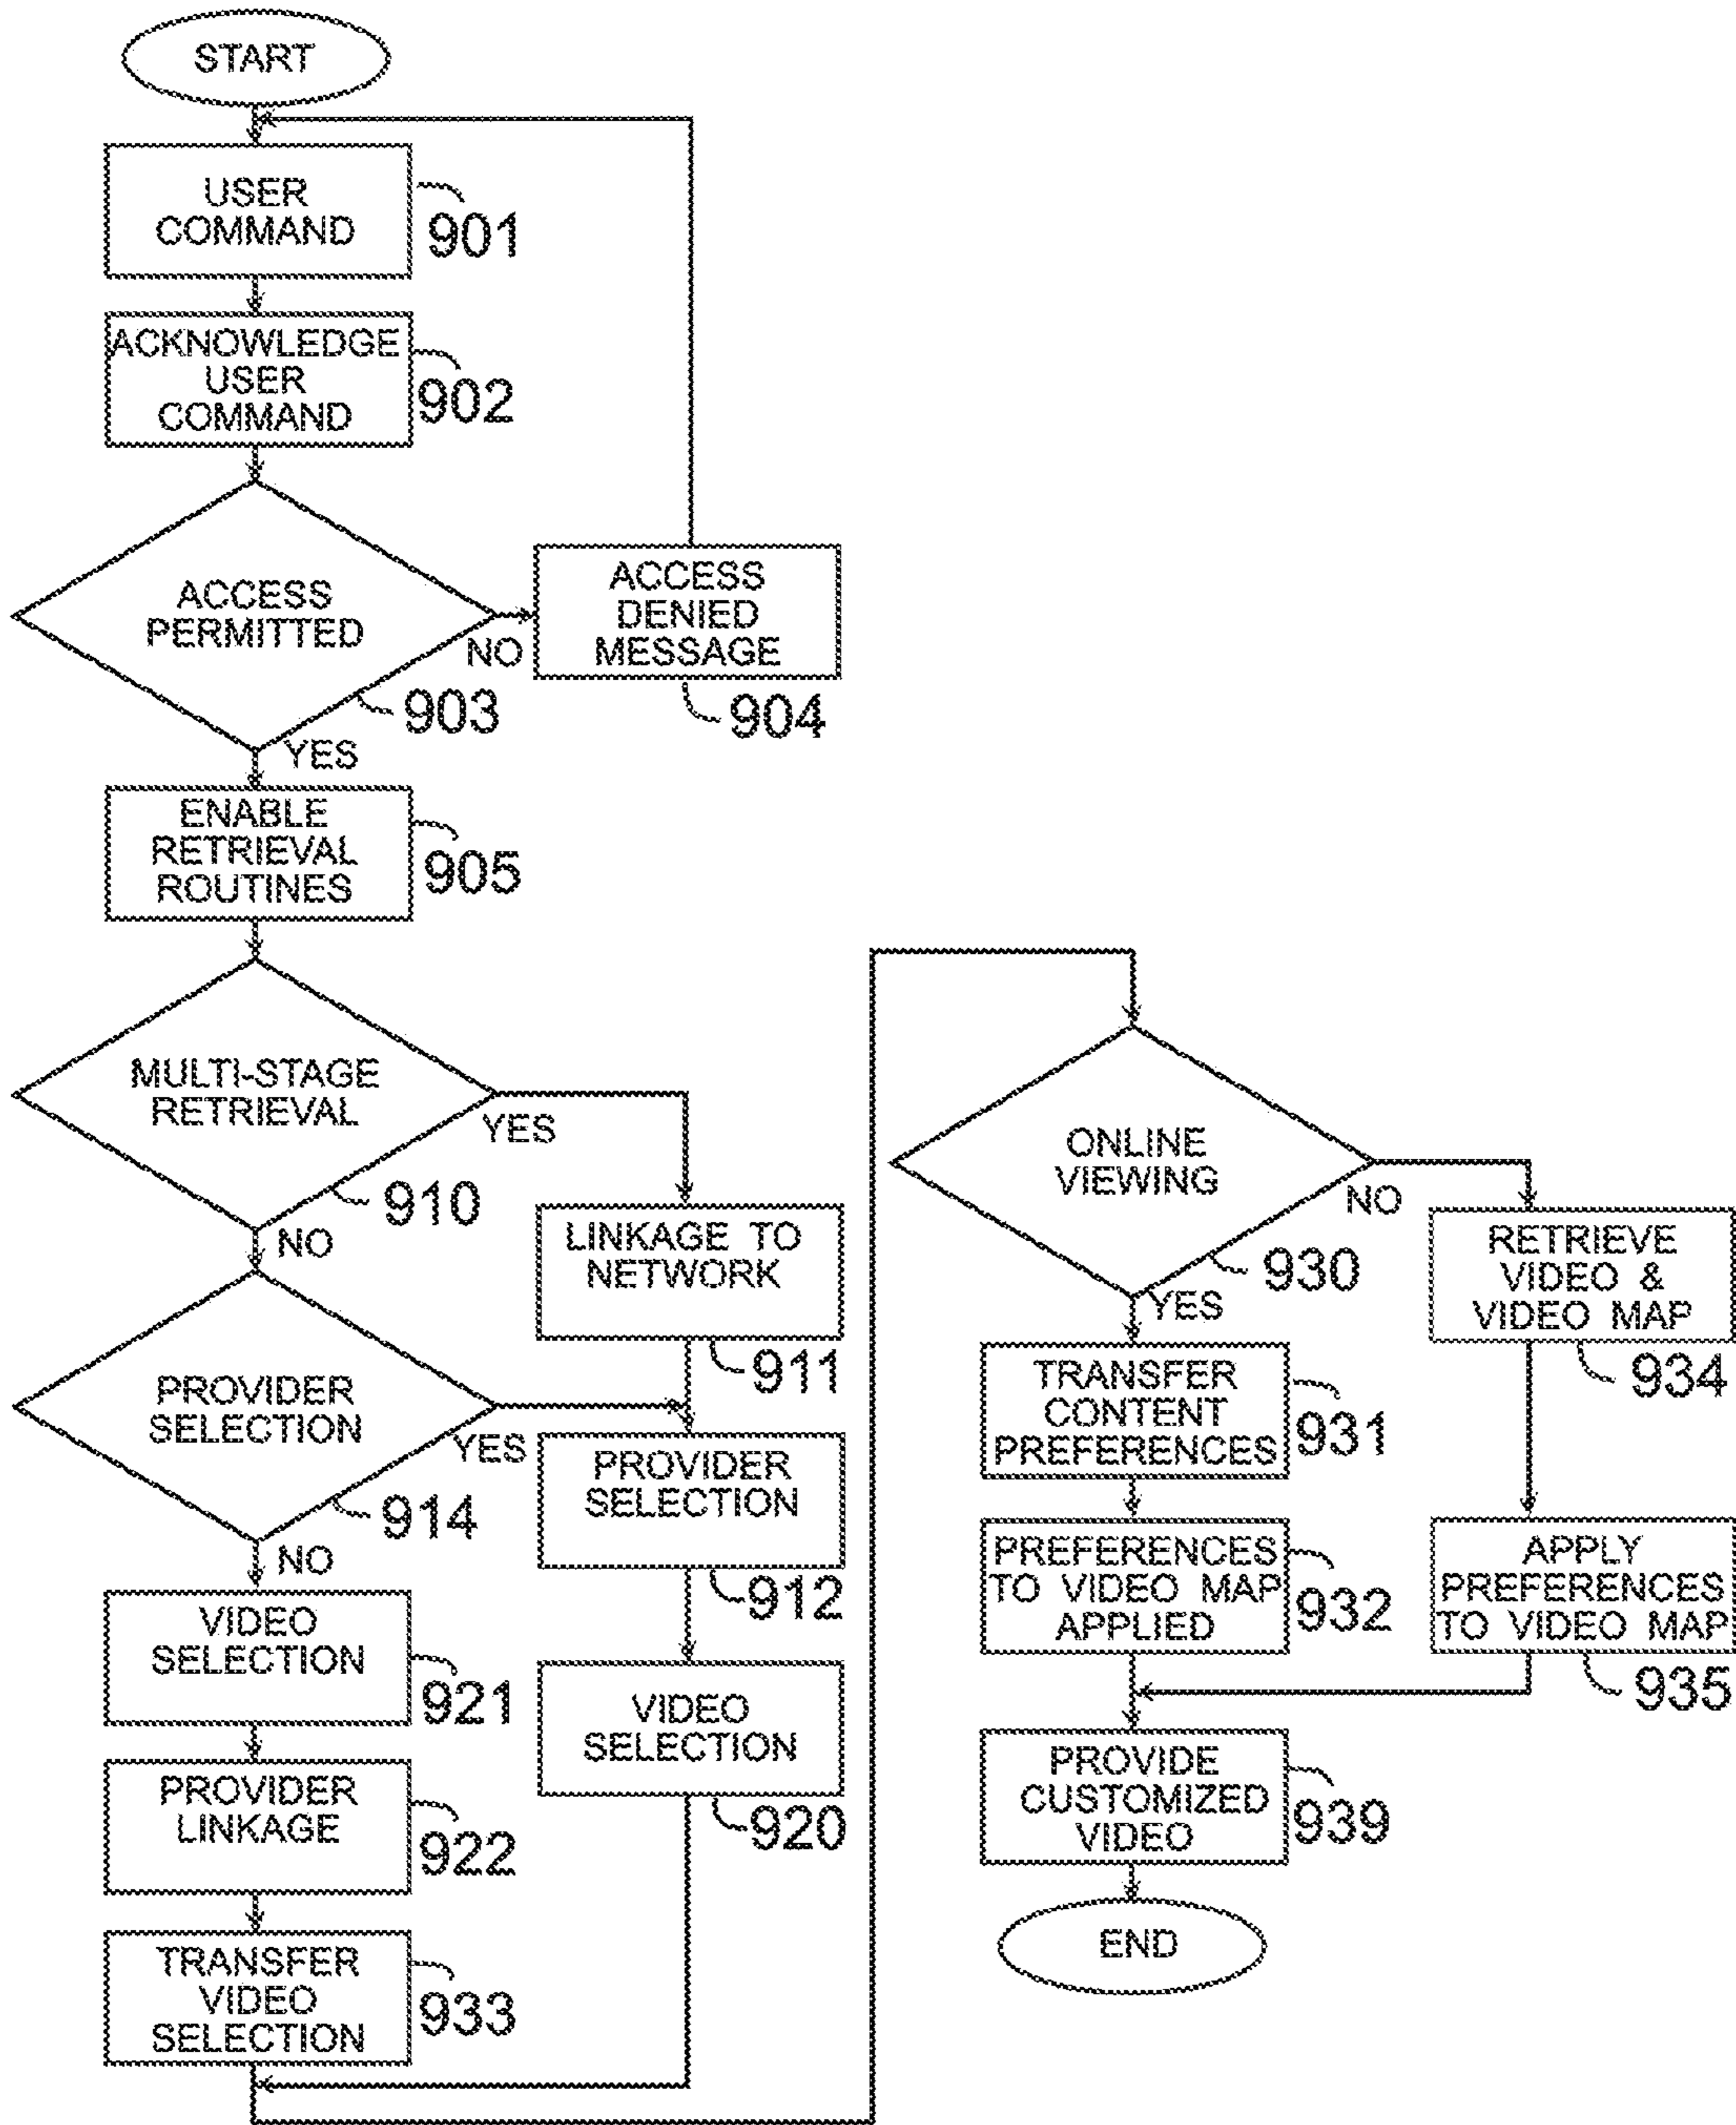 START
USER
COMMAND
901
ACKNOWLEDGE
USER
COMMAND
902
ACCESS
PERMITTED
NO
903
YES
ACCESS
DENIED
MESSAGE
904
ENABLE
RETRIEVAL
ROUTINES
905
MULTI-STAGE
RETRIEVAL
YES
910
NO
LINKAGE TO
NETWORK
911
PROVIDER
SELECTION
YES
914
NO
PROVIDER
SELECTION
912
VIDEO
SELECTION
921
VIDEO
SELECTION
920
PROVIDER
LINKAGE
922
TRANSFER
VIDEO
SELECTION
933
ONLINE
VIEWING
NO
930
YES
RETRIEVE
VIDEO &
VIDEO MAP
934
TRANSFER
CONTENT
PREFERENCES
931
PREFERENCES
TO VIDEO MAP
APPLIED
932
APPLY
PREFERENCES
TO VIDEO MAP
935
PROVIDE
CUSTOMIZED
VIDEO
939
END